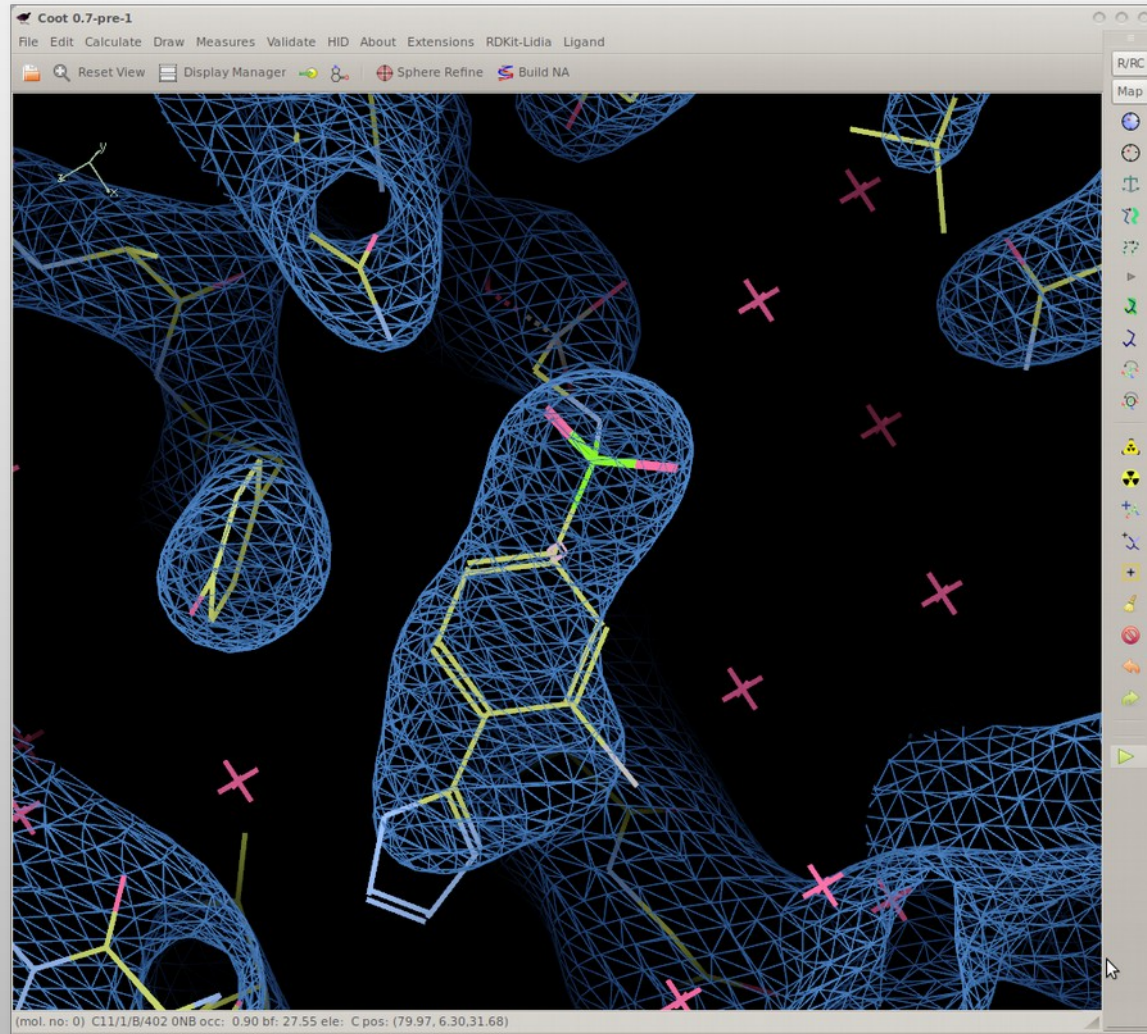 Coot 0.7-pre-1
File Edit Calculate Draw Measures Validate HID About Extensions RDKit-Lidia Ligand
Reset View Display Manager Sphere Refine Build NA
R/RC
Map
y
z x
(mol. no: 0) C11/1/B/402 0NB occ: 0.90 bf: 27.55 ele: C pos: (79.97, 6.30,31.68)